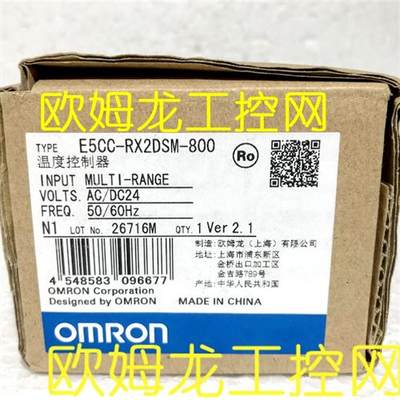 欧姆龙工控网
TYPE E5CC-RX2DSM-800
温度控制器
Ro
INPUT MULTI-RANGE
VOLTS. AC/DC24
FREQ. 50/60Hz
N1 LOT No. 26716M QTY. 1 Ver 2.1
4 548583 096677
OMRON Corporation
Designed by OMRON
制造: 欧姆龙（上海）有限公司
地址: 上海市浦东新区
金桥出口加工区
金吉路789号
产地: 中华人民共和国
MADE IN CHINA
OMRON
欧姆龙工控网